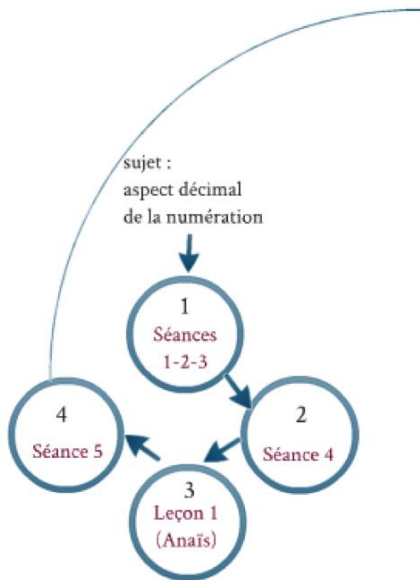 sujet :
aspect décimal
de la numération
1
Séances
1-2-3
2
Séance 4
3
Leçon 1
(Anaïs)
4
Séance 5